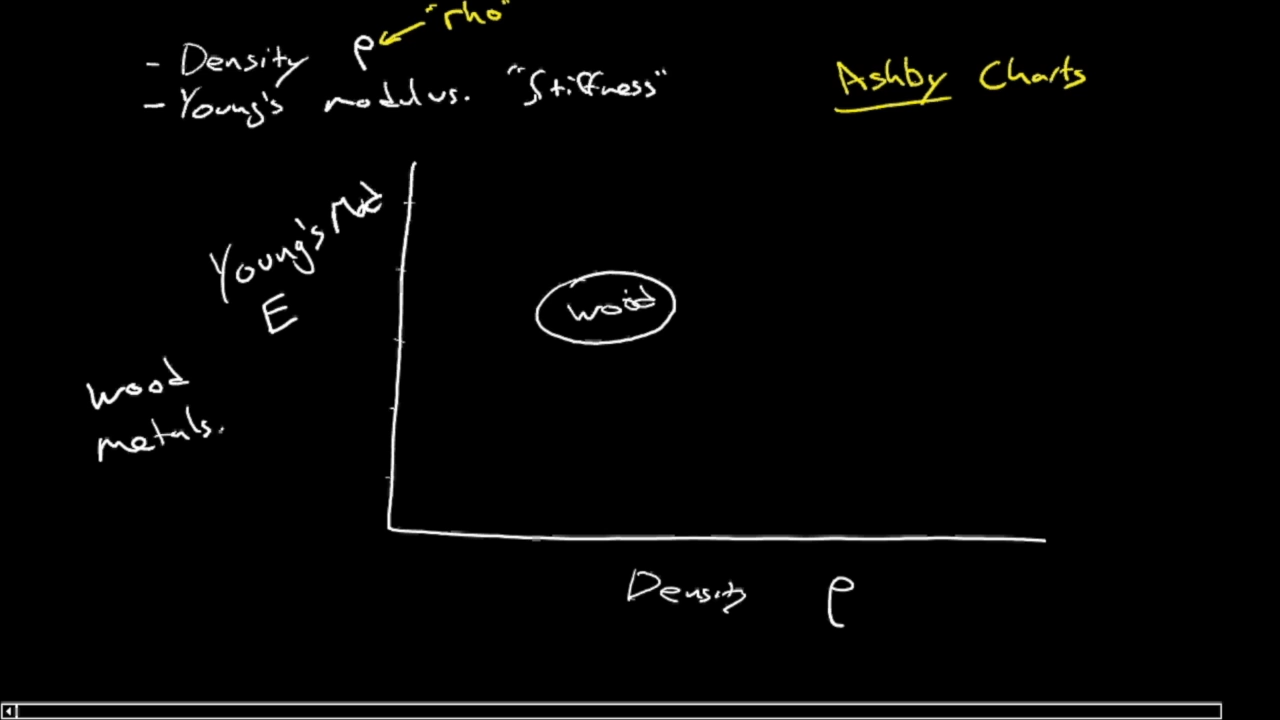 "rho"
- Density ρ
- Young's modulus. "Stiffness"
Ashby Charts
Young's Mod
E
wood
wood
metals.
Density ρ